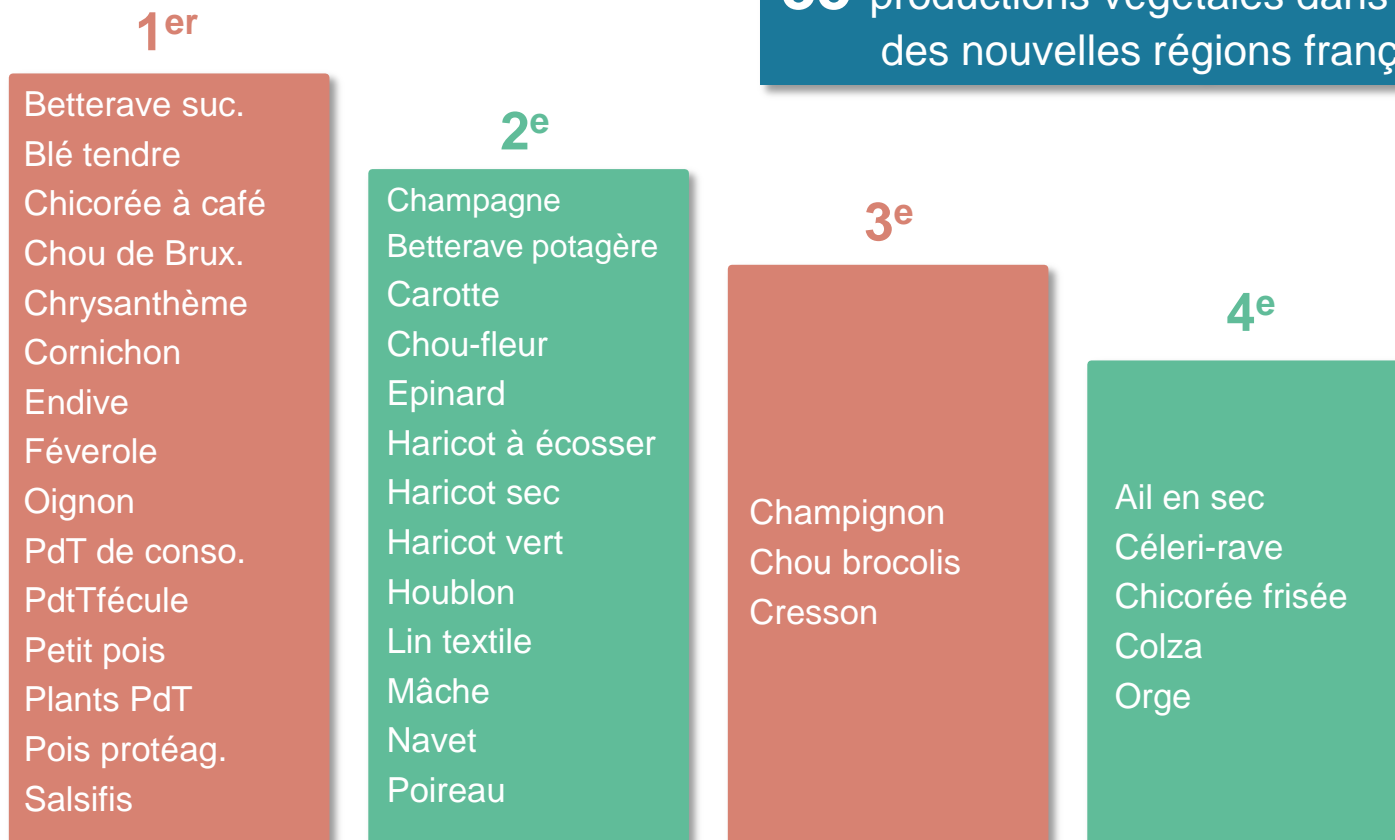 productions végétales dans
des nouvelles régions
1er
Betterave suc.
Blé tendre
Chicorée à café
Chou de Brux.
Chrysanthème
Cornichon
Endive
Féverole
Oignon
PdT de conso.
PdtTfécule
Petit pois
Plants PdT
Pois protéag.
Salsifis
2e
Champagne
Betterave potagère
Carotte
Chou-fleur
Epinard
Haricot à écosser
Haricot sec
Haricot vert
Houblon
Lin textile
Mâche
Navet
Poireau
3e
Champignon
Chou brocolis
Cresson
4e
Ail en sec
Céleri-rave
Chicorée frisée
Colza
Orge